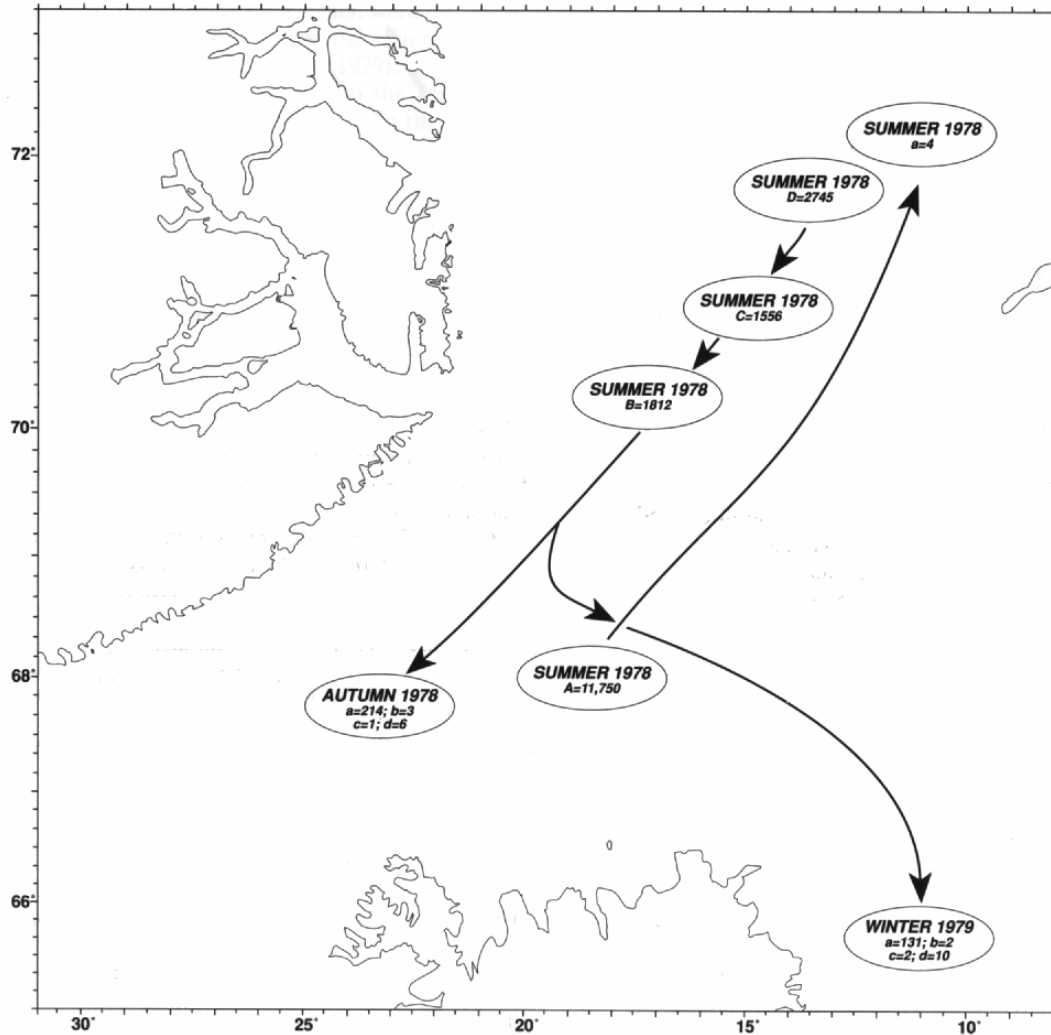 72°
70°
68°
66°
30°
25°
20°
15°
10°
SUMMER 1978
a=4
SUMMER 1978
D=2745
SUMMER 1978
C=1556
SUMMER 1978
B=1812
SUMMER 1978
A=11,750
AUTUMN 1978
a=214; b=3
c=1; d=6
WINTER 1979
a=131; b=2
c=2; d=10